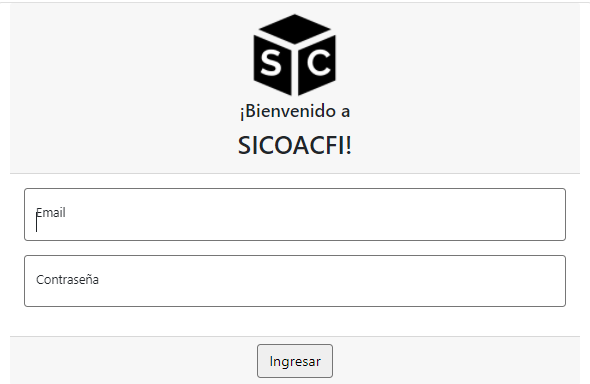 S C
¡Bienvenido a
SICOACFI!
Email
Contraseña
Ingresar